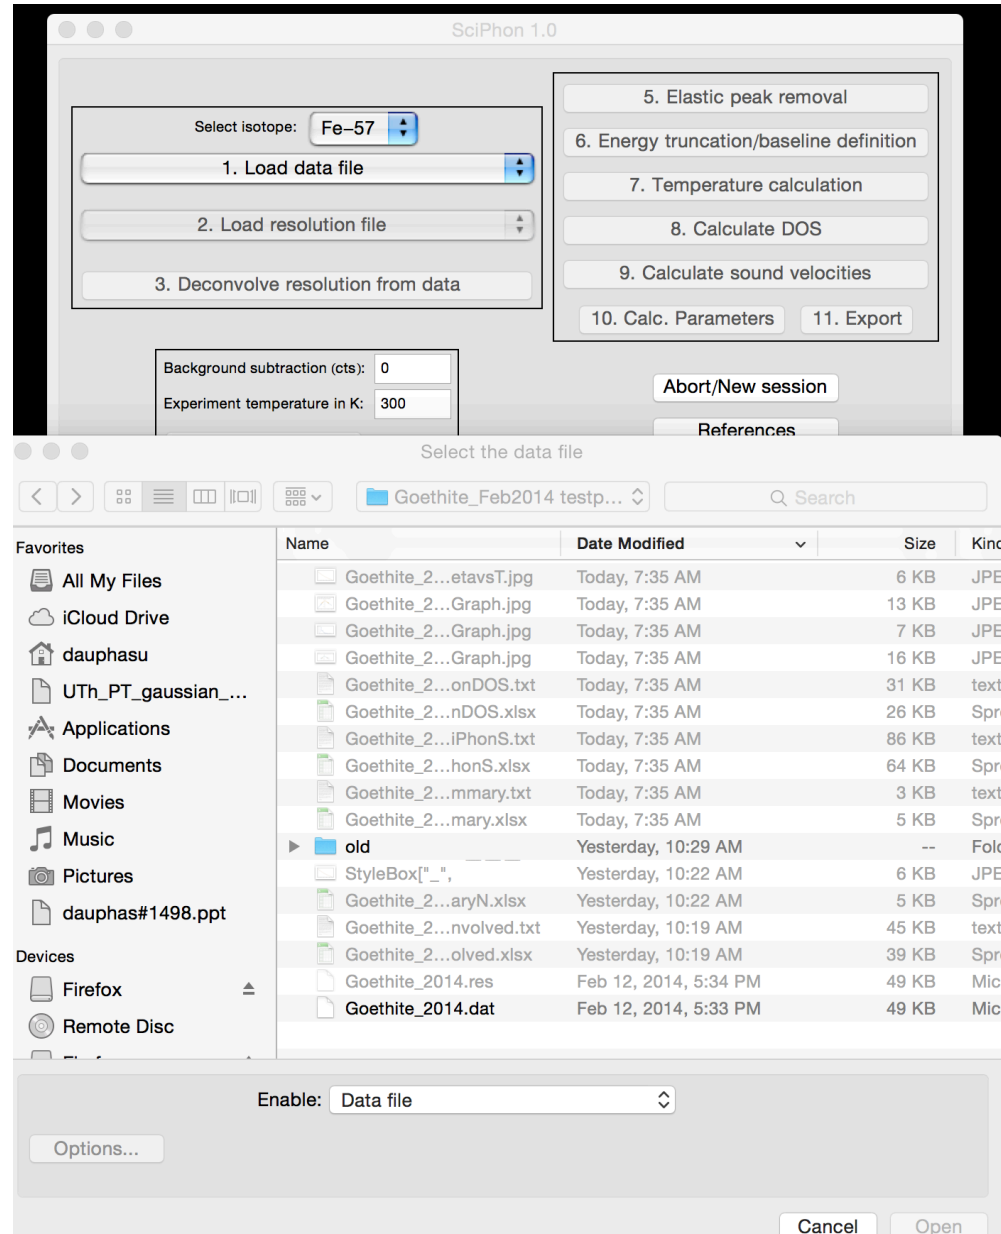 SciPhon 1.0
Select isotope: Fe-57
1. Load data file
2. Load resolution file
3. Deconvolve resolution from data
5. Elastic peak removal
6. Energy truncation/baseline definition
7. Temperature calculation
8. Calculate DOS
9. Calculate sound velocities
10. Calc. Parameters 11. Export
Background subtraction (cts): 0
Experiment temperature in K: 300
Abort/New session
References
Select the data file
Goethite_Feb2014 testp... Search
Favorites
All My Files
iCloud Drive
dauphasu
UTh_PT_gaussian_...
Applications
Documents
Movies
Music
Pictures
dauphas#1498.ppt
Devices
Firefox
Remote Disc
Name Date Modified Size Kind
Goethite_2...etavsT.jpg Today, 7:35 AM 6 KB JPE
Goethite_2...Graph.jpg Today, 7:35 AM 13 KB JPE
Goethite_2...Graph.jpg Today, 7:35 AM 7 KB JPE
Goethite_2...Graph.jpg Today, 7:35 AM 16 KB JPE
Goethite_2...onDOS.txt Today, 7:35 AM 31 KB text
Goethite_2...nDOS.xlsx Today, 7:35 AM 26 KB Spr
Goethite_2...iPhonS.txt Today, 7:35 AM 86 KB text
Goethite_2...honS.xlsx Today, 7:35 AM 64 KB Spr
Goethite_2...mmary.txt Today, 7:35 AM 3 KB text
Goethite_2...mary.xlsx Today, 7:35 AM 5 KB Spr
old Yesterday, 10:29 AM -- Fold
StyleBox["_", Yesterday, 10:22 AM 6 KB JPE
Goethite_2...aryN.xlsx Yesterday, 10:22 AM 5 KB Spr
Goethite_2...nvolved.txt Yesterday, 10:19 AM 45 KB text
Goethite_2...olved.xlsx Yesterday, 10:19 AM 39 KB Spr
Goethite_2014.res Feb 12, 2014, 5:34 PM 49 KB Mic
Goethite_2014.dat Feb 12, 2014, 5:33 PM 49 KB Mic
Enable: Data file
Options...
Cancel Open